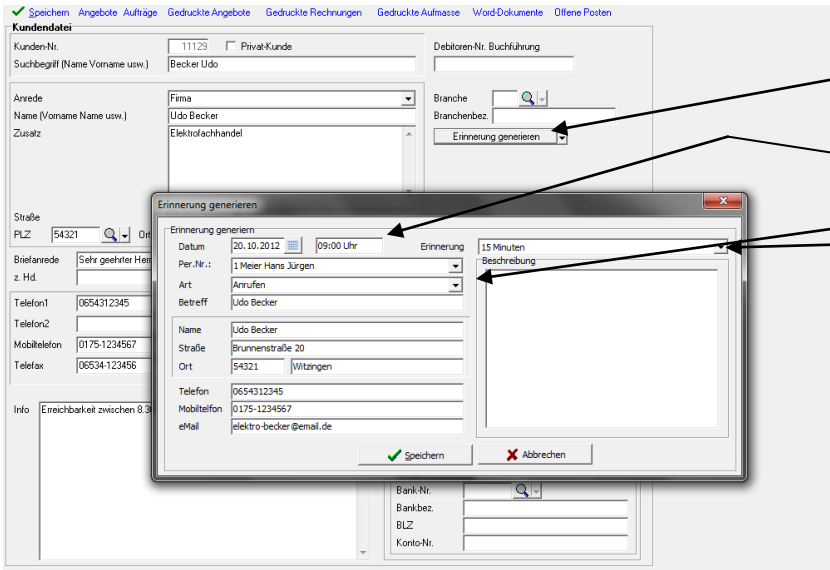 Speichern Angebote Aufträge Gedruckte Angebote Gedruckte Rechnungen Gedruckte Aufmasse Word-Dokumente Offene Posten
Kundendatei
Kunden-Nr. 11129 Privat-Kunde Debitoren-Nr. Buchführung
Suchbegriff (Name Vorname usw.) Becker Udo
Anrede Firma Branche
Name (Vorname Name usw.) Udo Becker Branchenbez.
Zusatz Elektrofachhandel Erinnerung generieren
Straße
PLZ 54321 Ort
Briefanrede Sehr geehrter Herr
z. Hd.
Telefon1 0654312345
Telefon2
Mobiltelefon 0175-1234567
Telefax 06534-123456
Info Erreichbarkeit zwischen 8.30
Erinnerung generieren
Erinnerung generiern
Datum 20.10.2012 09:00 Uhr Erinnerung 15 Minuten
Per.Nr.: 1 Meier Hans Jürgen Beschreibung
Art Anrufen
Betreff Udo Becker
Name Udo Becker
Straße Brunnenstraße 20
Ort 54321 Witzingen
Telefon 0654312345
Mobiltelfon 0175-1234567
eMail elektro-becker@email.de
Speichern Abbrechen
Bank-Nr.
Bankbez.
BLZ
Konto-Nr.